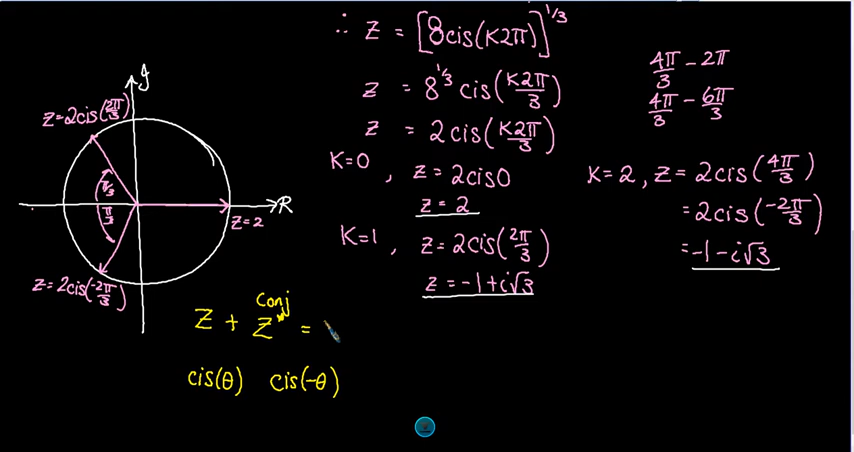 ∴ Z = [8cis(K2π)]^1/3
Z = 8^1/3 cis(K2π/3)
Z = 2cis(K2π/3)
K=0, Z = 2cis0
Z = 2
K=1, Z = 2cis(2π/3)
Z = -1+i√3
4π/3 - 2π
4π/3 - 6π/3
K=2, Z = 2cis(4π/3)
= 2cis(-2π/3)
= -1-i√3
Z=2cis(2π/3)
π/3
π/3
R
Z=2
Z=2cis(-2π/3)
conj
Z + Z* =
cis(θ) cis(-θ)